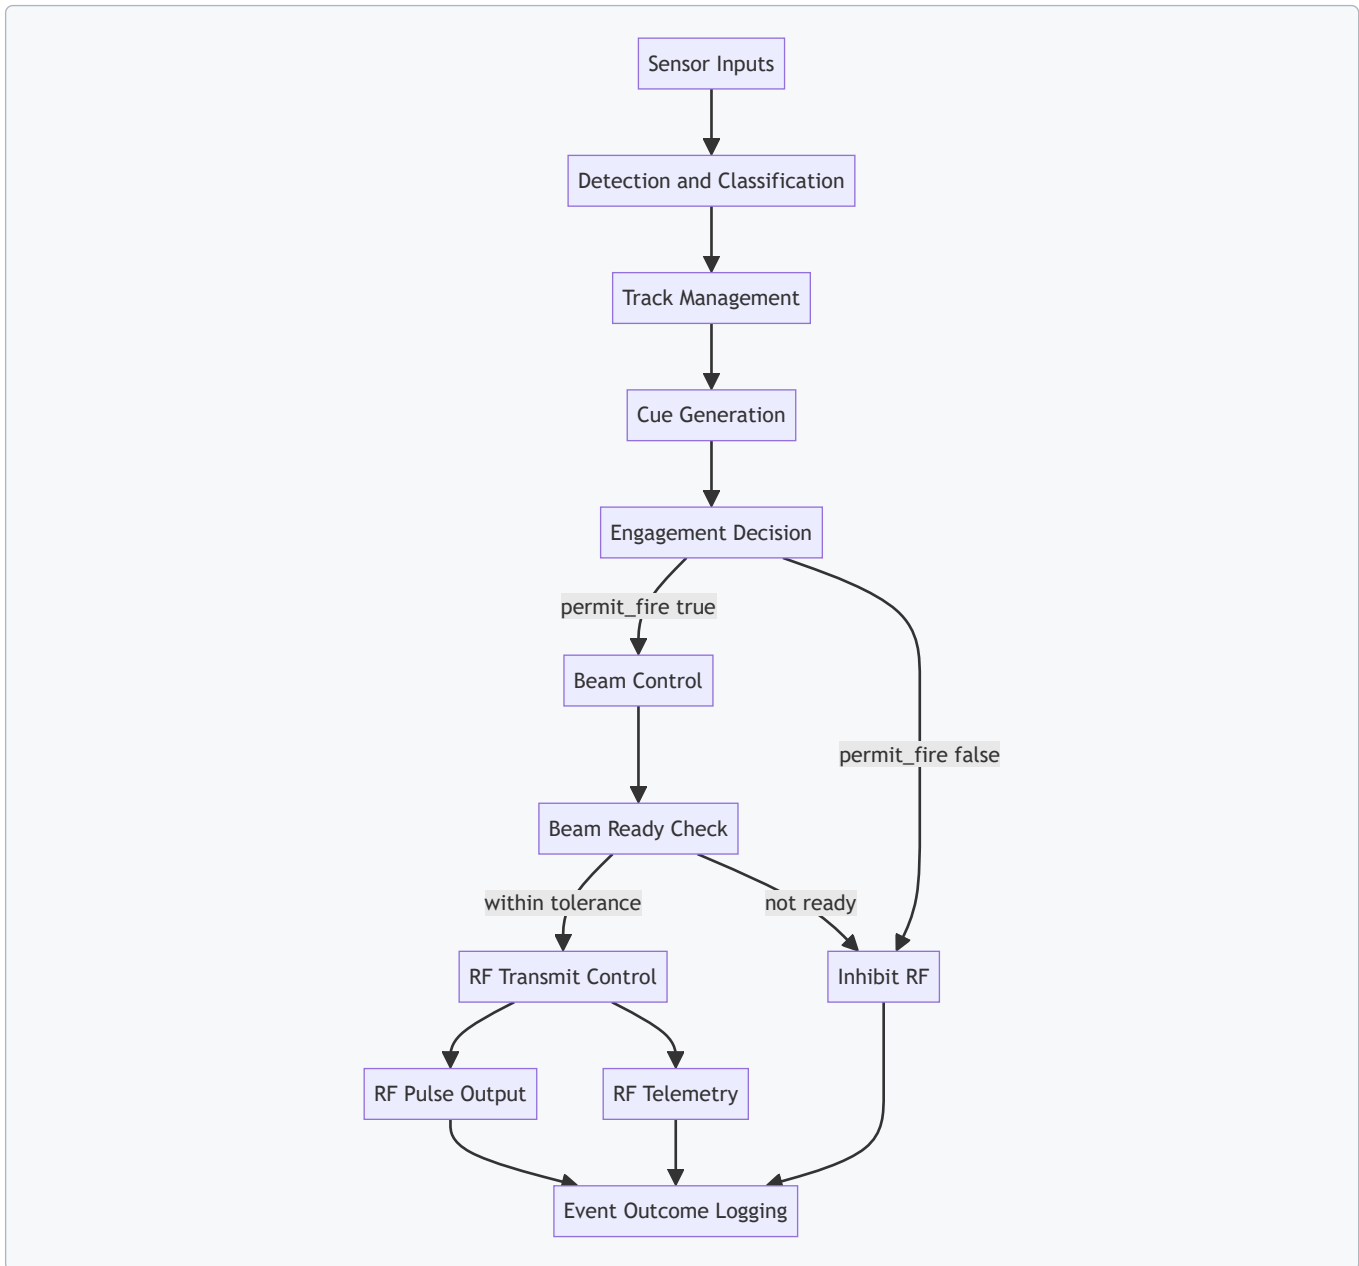 Sensor Inputs
Detection and Classification
Track Management
Cue Generation
Engagement Decision
permit_fire true
Beam Control
permit_fire false
Beam Ready Check
within tolerance
not ready
RF Transmit Control
Inhibit RF
RF Pulse Output
RF Telemetry
Event Outcome Logging